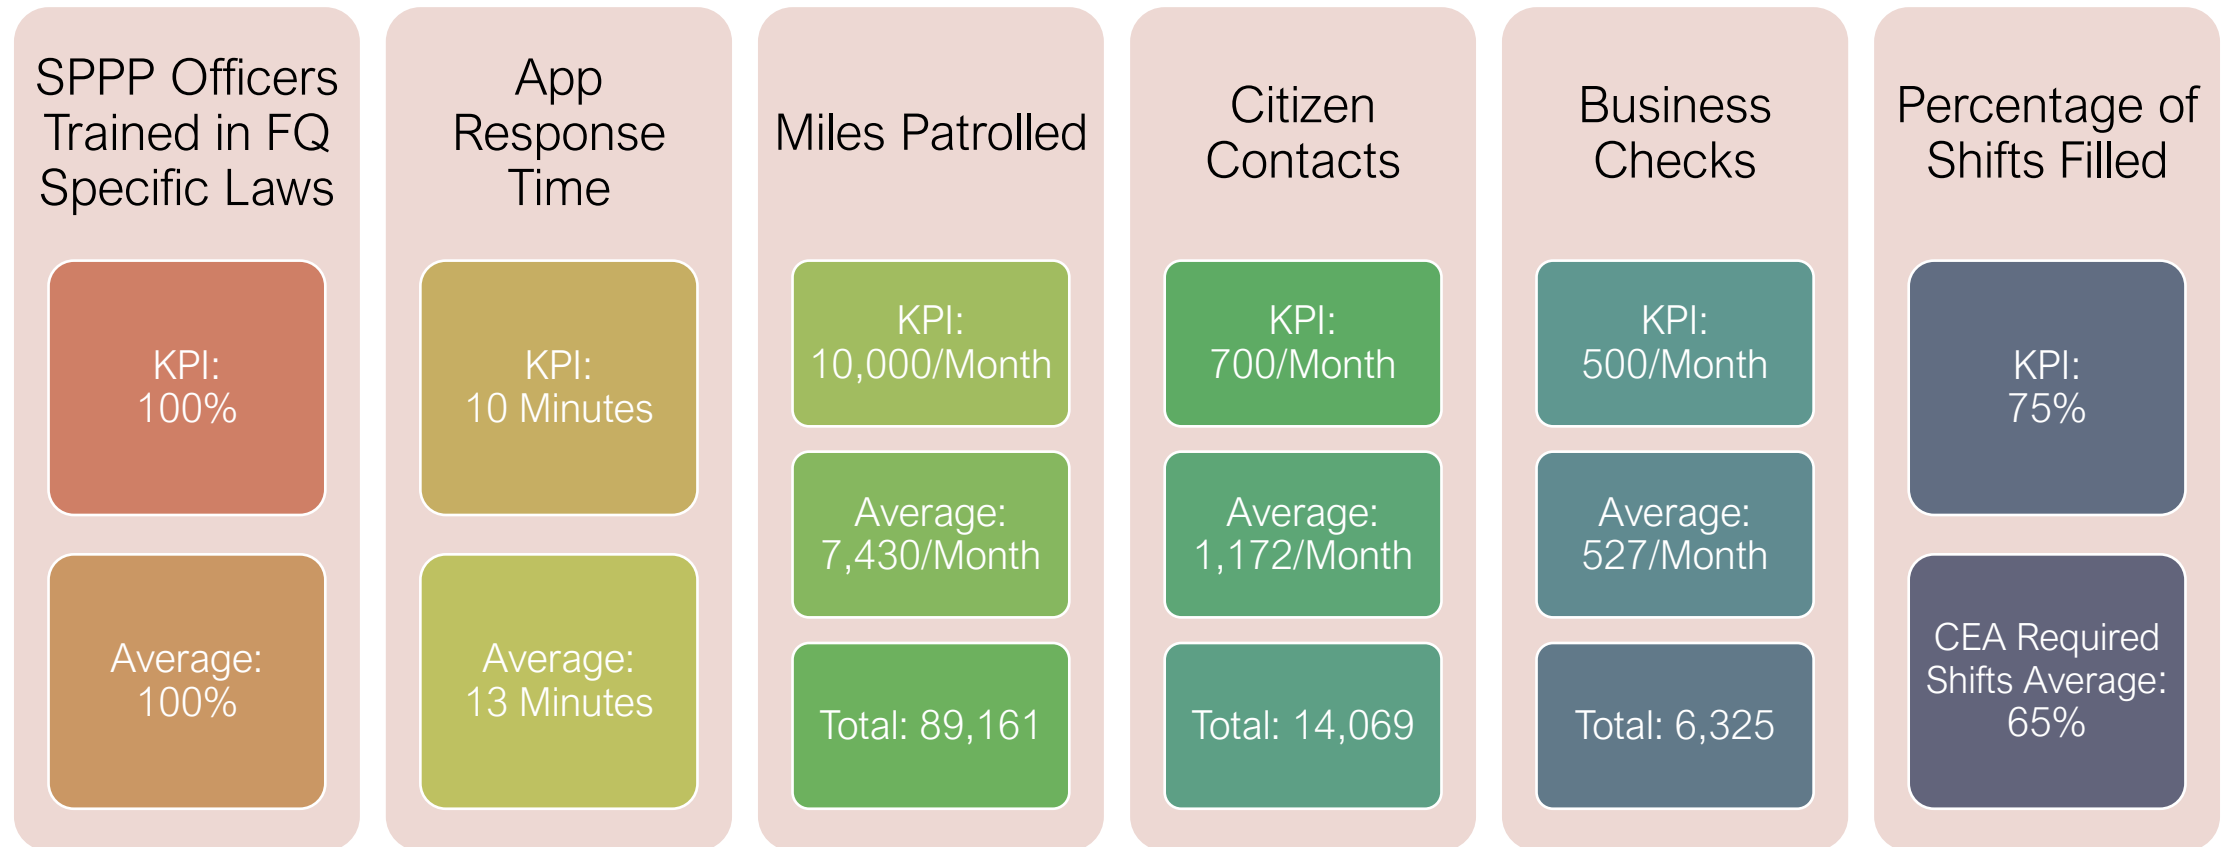 SPPP Officers
Trained in FQ
Specific Laws
KPI:
100%
Average:
100%
App
Response
Time
KPI:
10 Minutes
Average:
13 Minutes
Miles Patrolled
KPI:
10,000/Month
Average:
7,430/Month
Total: 89,161
Citizen
Contacts
KPI:
700/Month
Average:
1,172/Month
Total: 14,069
Business
Checks
KPI:
500/Month
Average:
527/Month
Total: 6,325
Percentage of
Shifts Filled
KPI:
75%
CEA Required
Shifts Average:
65%